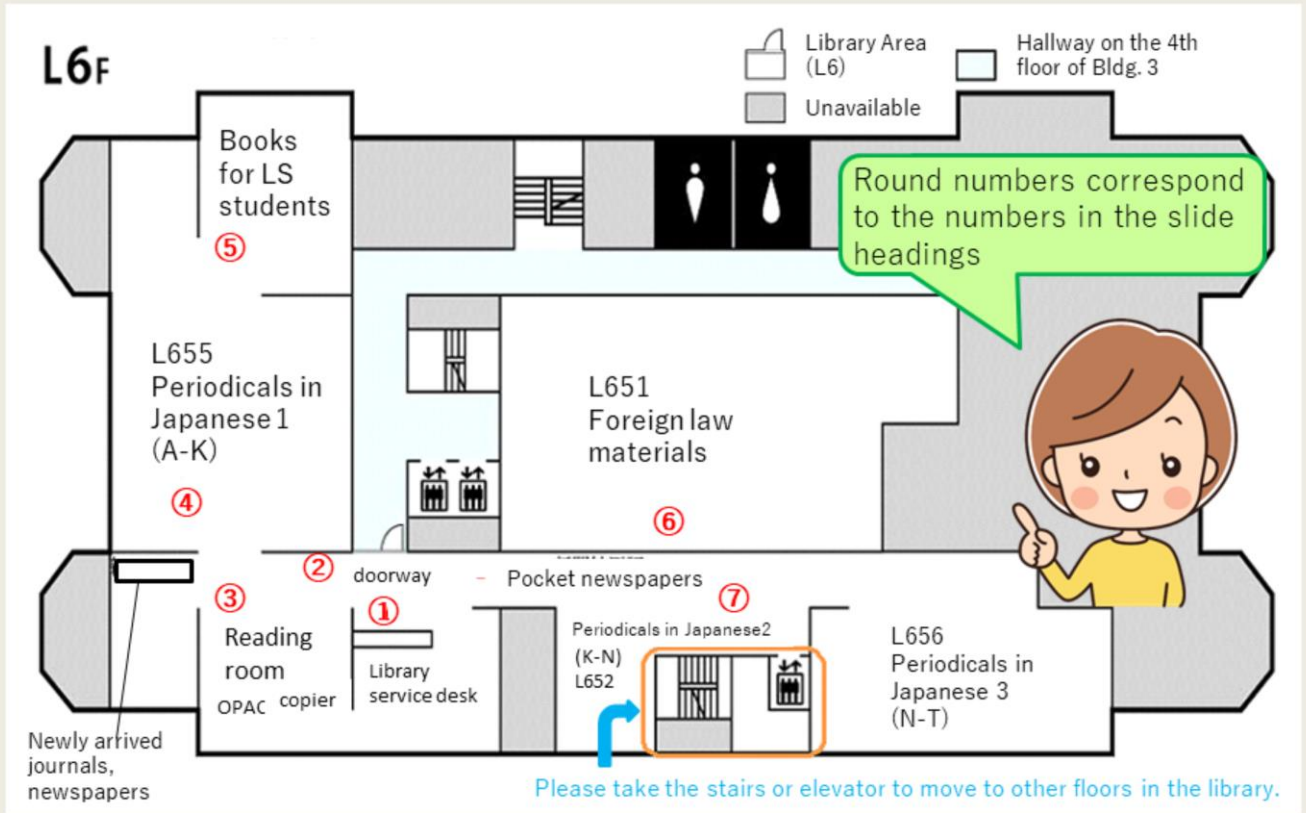 L6F
Library Area
(L6)
Hallway on the 4th
floor of Bldg. 3
Unavailable
Round numbers correspond
to the numbers in the slide
headings
Books
for LS
students
⑤
L655
Periodicals in
Japanese 1
(A-K)
④
L651
Foreign law
materials
⑥
②
doorway
Pocket newspapers
③
①
⑦
Reading
room
OPAC copier
Library
service desk
Periodicals in Japanese2
(K-N)
L652
L656
Periodicals in
Japanese 3
(N-T)
Newly arrived
journals,
newspapers
Please take the stairs or elevator to move to other floors in the library.